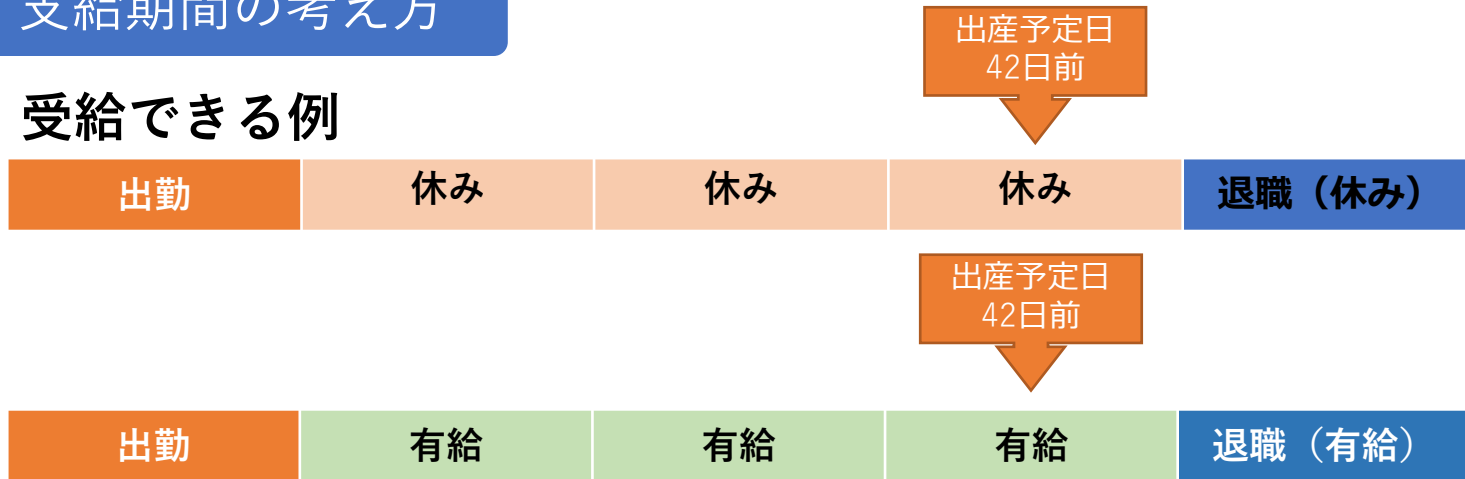 支給期間の考え方
出産予定日
42日前
受給できる例
出勤 休み 休み 休み 退職（休み）
出産予定日
42日前
出勤 有給 有給 有給 退職（有給）